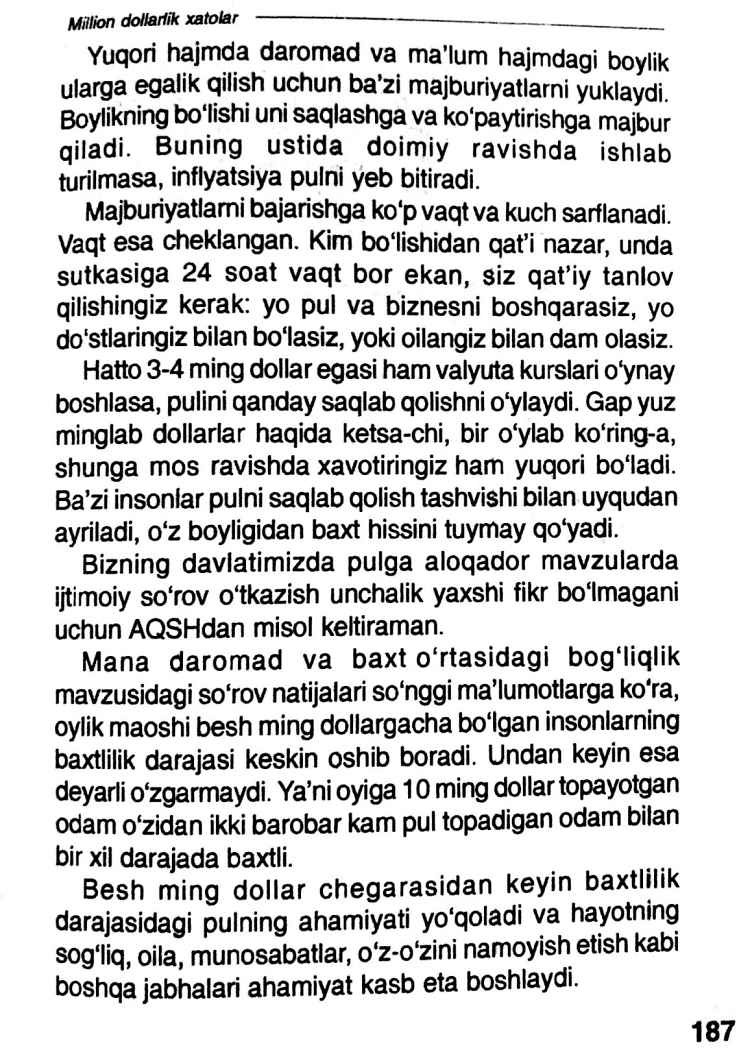 Million dollarlik xatolar
Yuqori hajmda daromad va ma'lum hajmdagi boylik
ularga egalik qilish uchun ba'zi majburiyatlarni yuklaydi.
Boylikning bo‘lishi uni saqlashga va ko‘paytirishga majbur
qiladi. Buning ustida doimiy ravishda ishlab
turilmasa, inflyatsiya pulni yeb bitiradi.
Majburiyatlarni bajarishga ko‘p vaqt va kuch sarflanadi.
Vaqt esa cheklangan. Kim bo‘lishidan qat'i nazar, unda
sutkasiga 24 soat vaqt bor ekan, siz qat'iy tanlov
qilishingiz kerak: yo pul va biznesni boshqarasiz, yo
do‘stlaringiz bilan bo‘lasiz, yoki oilangiz bilan dam olasiz.
Hatto 3-4 ming dollar egasi ham valyuta kurslari o‘ynay
boshlasa, pulini qanday saqlab qolishni o‘ylaydi. Gap yuz
minglab dollarlar haqida ketsa-chi, bir o‘ylab ko‘ring-a,
shunga mos ravishda xavotiringiz ham yuqori bo‘ladi.
Ba'zi insonlar pulni saqlab qolish tashvishi bilan uyqudan
ayriladi, o‘z boyligidan baxt hissini tuymay qo‘yadi.
Bizning davlatimizda pulga aloqador mavzularda
ijtimoiy so‘rov o‘tkazish unchalik yaxshi fikr bo‘lmagani
uchun AQSHdan misol keltiraman.
Mana daromad va baxt o‘rtasidagi bog‘liqlik
mavzusidagi so‘rov natijalari so‘nggi ma'lumotlarga ko‘ra,
oylik maoshi besh ming dollargacha bo‘lgan insonlarning
baxtlilik darajasi keskin oshib boradi. Undan keyin esa
deyarli o‘zgarmaydi. Ya'ni oyiga 10 ming dollar topayotgan
odam o‘zidan ikki barobar kam pul topadigan odam bilan
bir xil darajada baxtli.
Besh ming dollar chegarasidan keyin baxtlilik
darajasidagi pulning ahamiyati yo‘qoladi va hayotning
sog‘liq, oila, munosabatlar, o‘z-o‘zini namoyish etish kabi
boshqa jabhalari ahamiyat kasb eta boshlaydi.
187